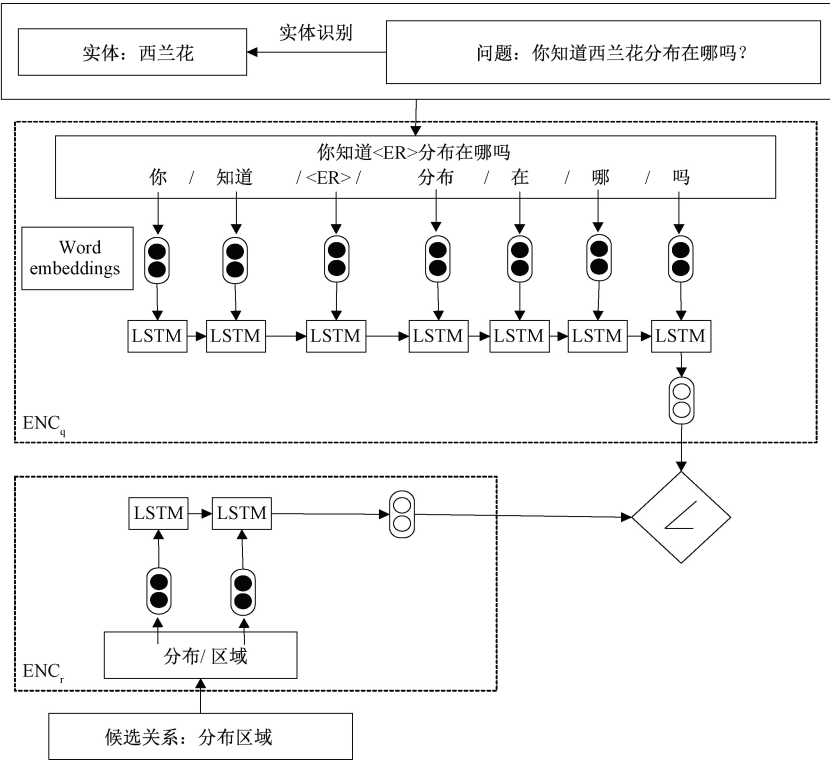 实体识别
实体：西兰花
问题：你知道西兰花分布在哪吗？
你知道<ER>分布在哪吗
你 / 知道 / <ER> / 分布 / 在 / 哪 / 吗
Word
embeddings
LSTM LSTM LSTM LSTM LSTM LSTM LSTM
ENCq
LSTM LSTM
分布/ 区域
ENCr
候选关系：分布区域